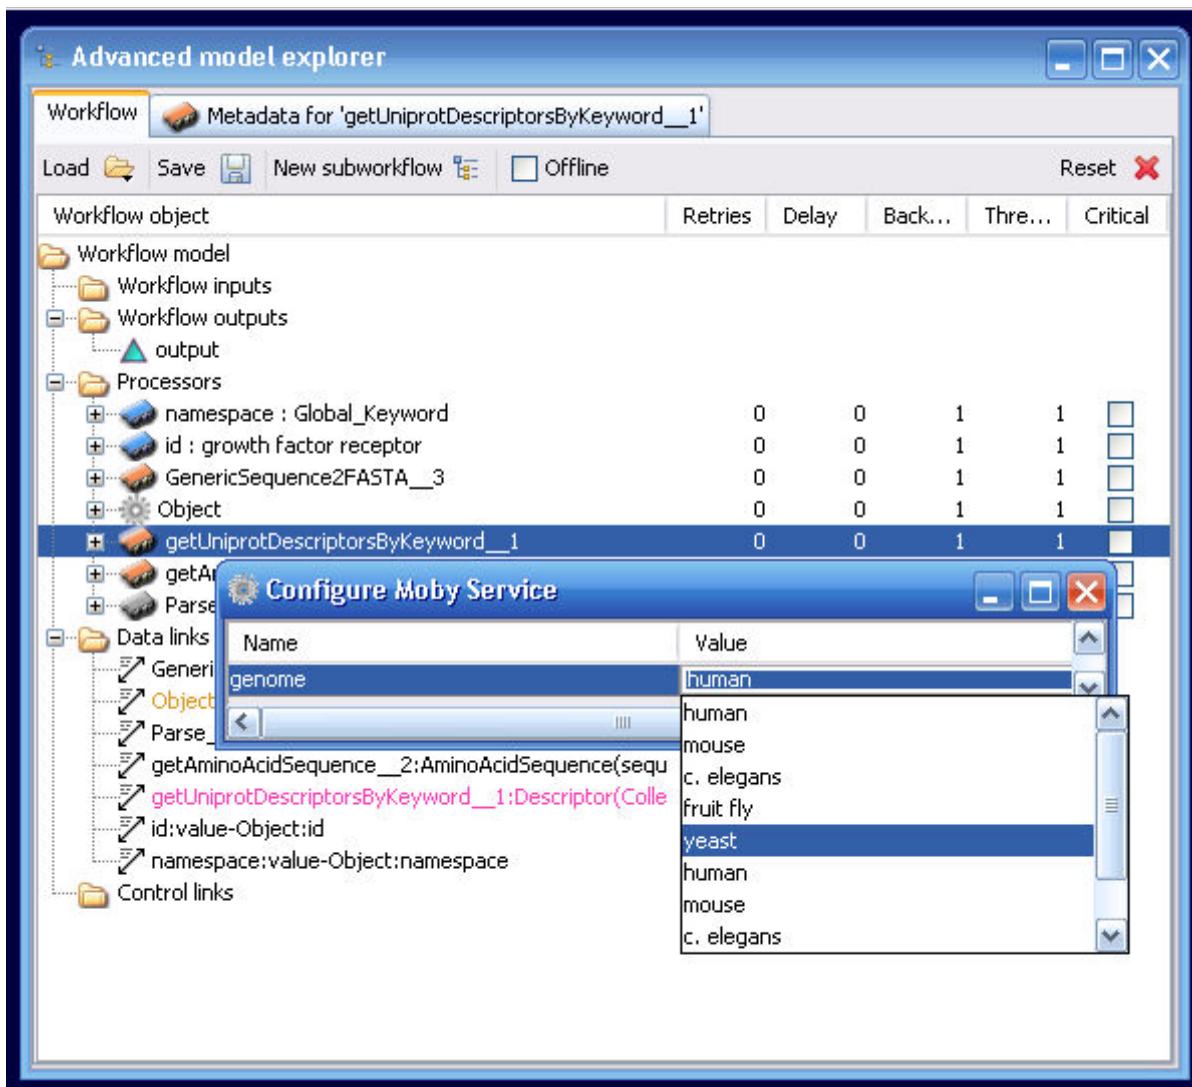 Advanced model explorer
Workflow Metadata for 'getUniprotDescriptorsByKeyword__1'
Load Save New subworkflow Offline Reset
Workflow object Retries Delay Back... Thre... Critical
Workflow model
Workflow inputs
Workflow outputs
output
Processors
namespace : Global_Keyword 0 0 1 1
id : growth factor receptor 0 0 1 1
GenericSequence2FASTA__3 0 0 1 1
Object 0 0 1 1
getUniprotDescriptorsByKeyword__1 0 0 1 1
getAr
Configure Moby Service
Parse
Data links
Name Value
Generi
genome human
Object
human
Parse_
mouse
getAminoAcidSequence__2:AminoAcidSequence(sequ
c. elegans
getUniprotDescriptorsByKeyword__1:Descriptor(Colle
fruit fly
id:value-Object:id
yeast
namespace:value-Object:namespace
human
Control links
mouse
c. elegans